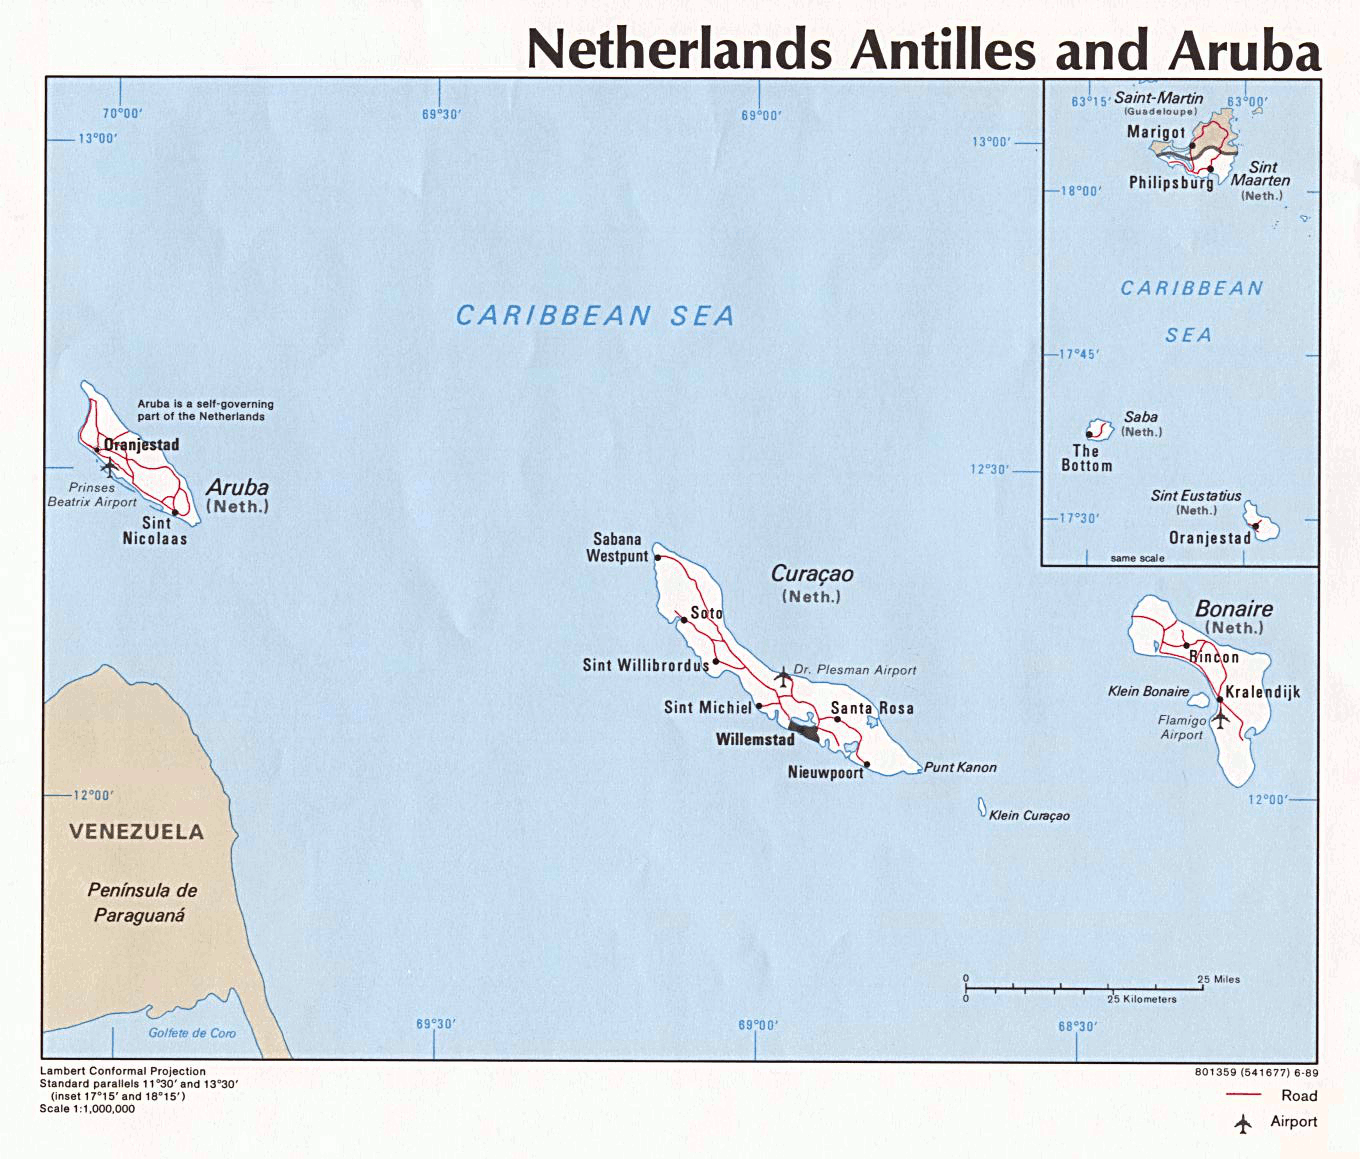 Netherlands Antilles and Aruba
70°00′
69°30′
69°00′
13°00′
13°00′
63°15′
Saint-Martin
63°00′
(Guadeloupe)
Marigot
Philipsburg
Sint
Maarten
(Neth.)
18°00′
CARIBBEAN
SEA
17°45′
Saba
(Neth.)
The
Bottom
Sint Eustatius
(Neth.)
17°30′
Oranjestad
same scale
CARIBBEAN SEA
Aruba is a self-governing
part of the Netherlands
Oranjestad
Prinses
Beatrix Airport
Aruba
(Neth.)
Sint
Nicolaas
12°30′
Sabana
Westpunt
Curaçao
(Neth.)
Soto
Sint Willibrordus
Dr. Plesman Airport
Sint Michiel
Santa Rosa
Willemstad
Nieuwpoort
Punt Kanon
Klein Curaçao
Bonaire
(Neth.)
Rincon
Klein Bonaire
Kralendijk
Flamigo
Airport
12°00′
12°00′
VENEZUELA
Península de
Paraguaná
Golfete de Coro
0
25 Miles
0
25 Kilometers
69°30′
69°00′
68°30′
Lambert Conformal Projection
Standard parallels 11°30′ and 13°30′
(inset 17°15′ and 18°15′)
Scale 1:1,000,000
801359 (541677) 6-89
Road
Airport